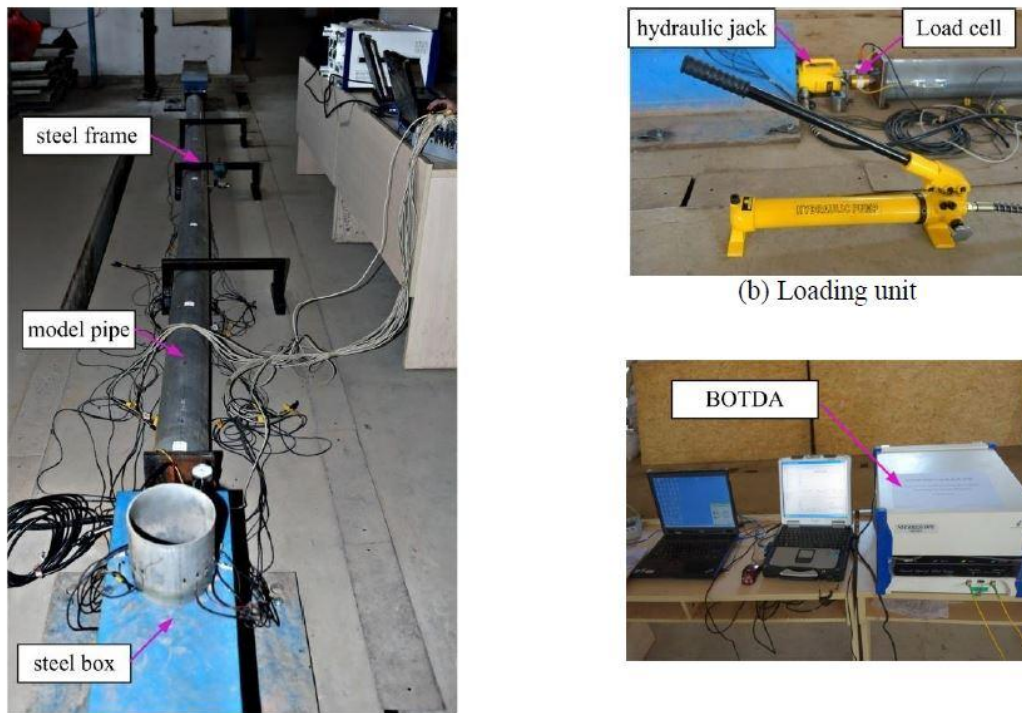 steel frame
model pipe
steel box
hydraulic jack
Load cell
HYDRAULIC PUMP
(b) Loading unit
BOTDA